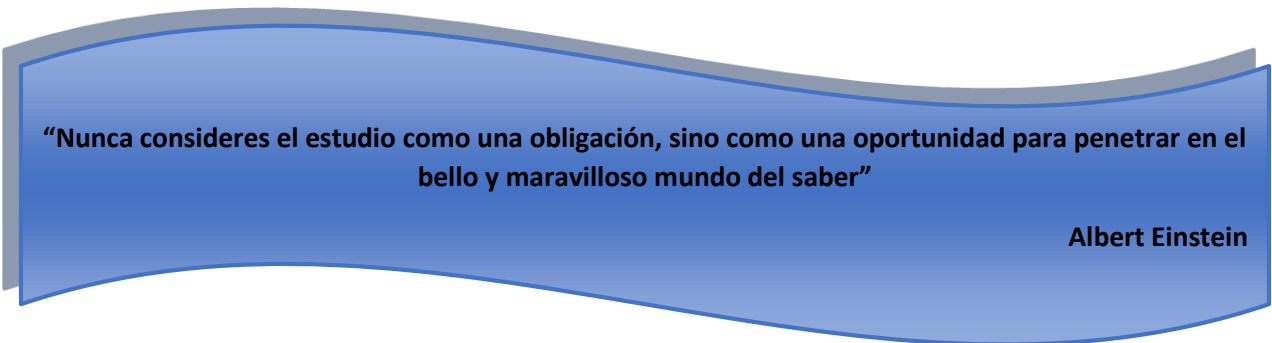 “Nunca consideres el estudio como una obligación, sino como una oportunidad para penetrar en el
bello y maravilloso mundo del saber”
Albert Einstein